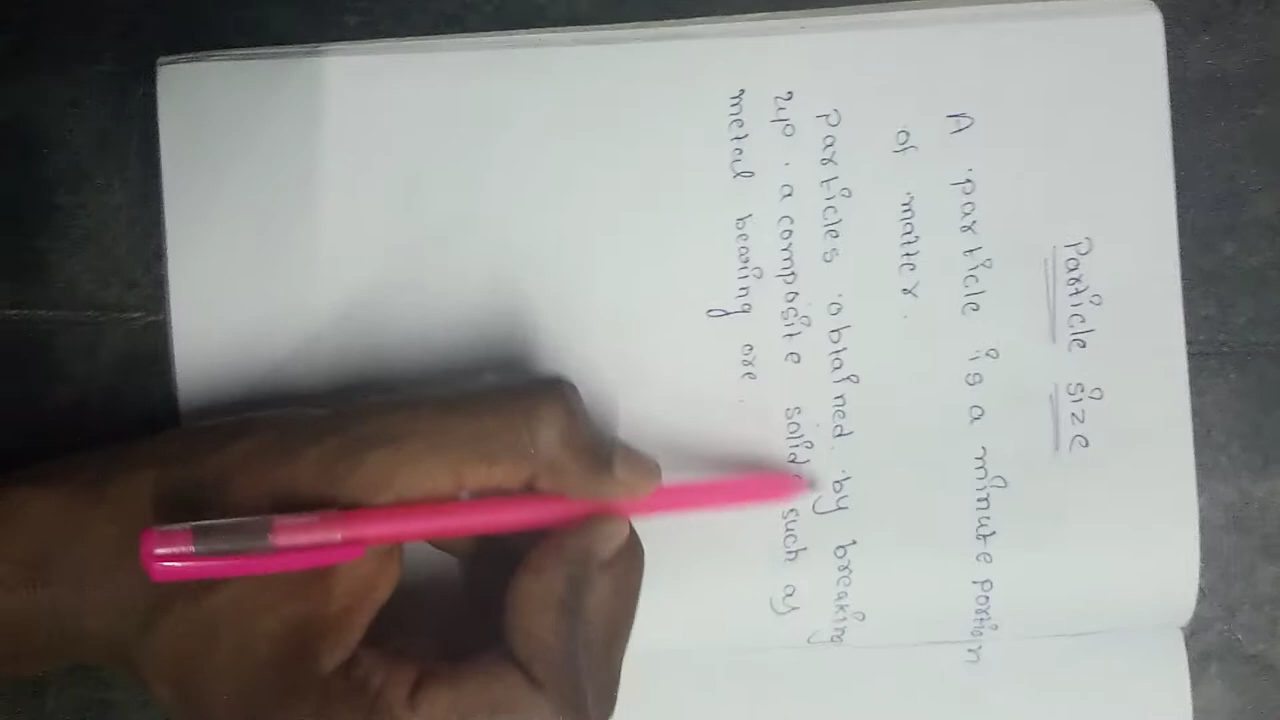 Particle size
A particle is a minute portion
of matter.
Particles obtained by breaking
up a composite solid such as
metal bearing ore.